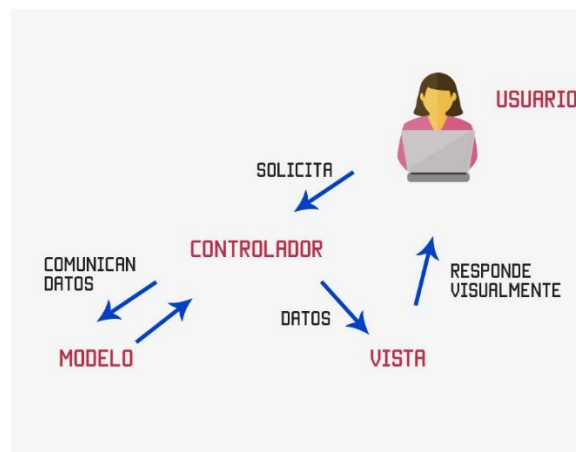 USUARIO
SOLICITA
CONTROLADOR
COMUNICAN
DATOS
RESPONDE
VISUALMENTE
DATOS
MODELO
VISTA